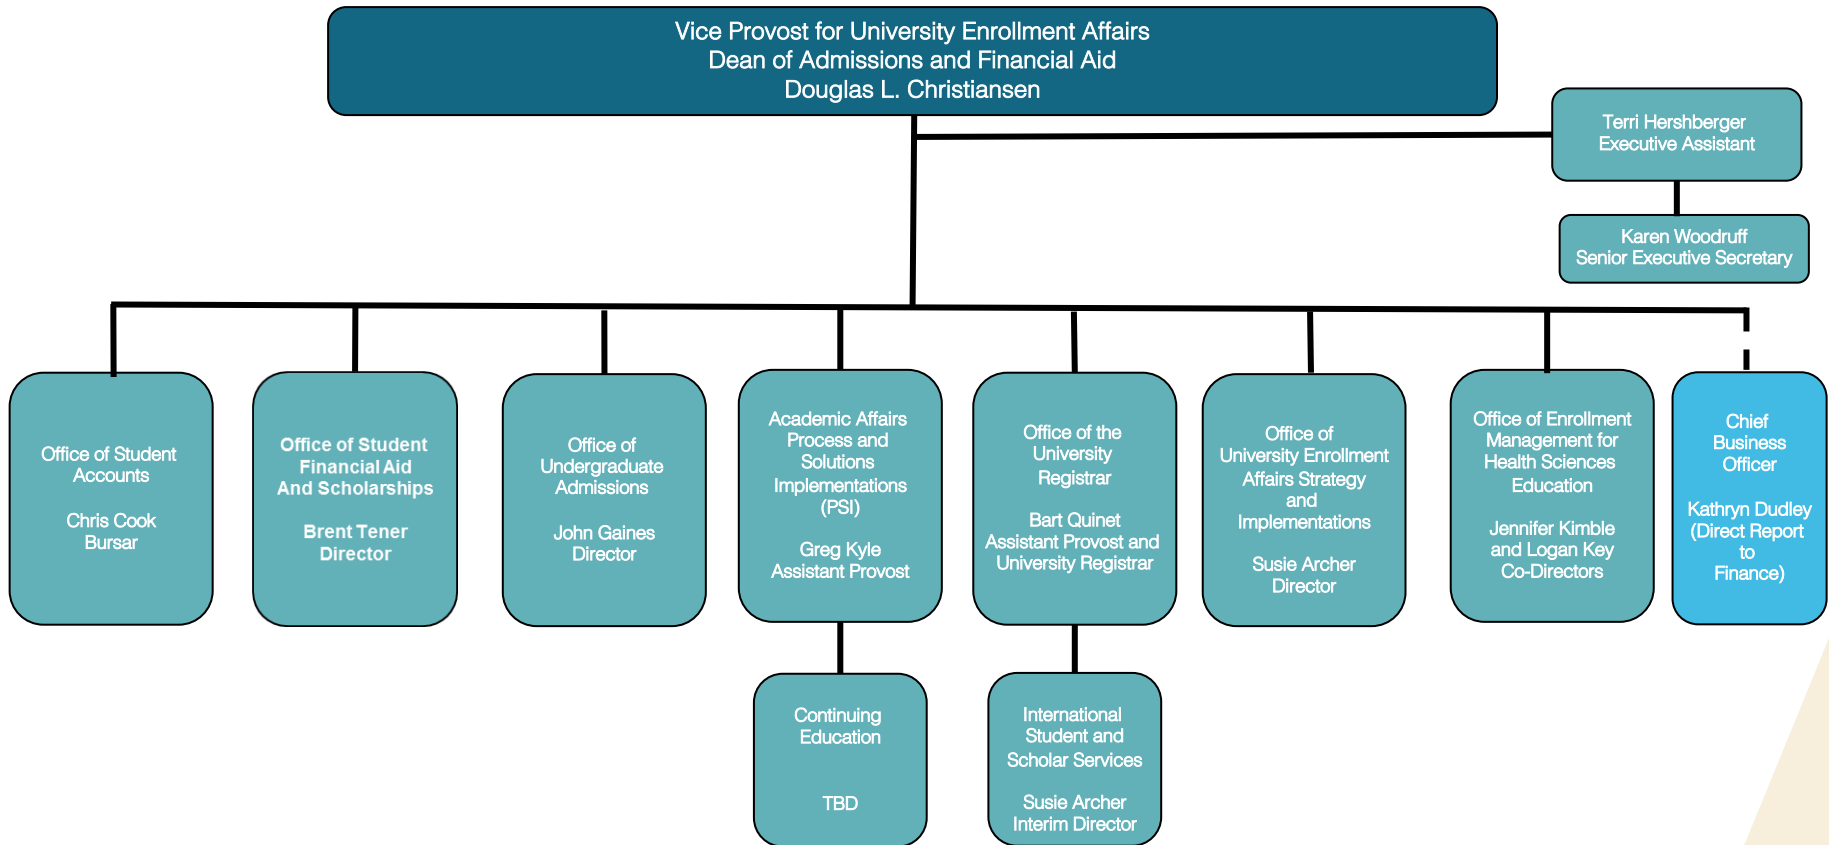 Vice Provost for University Enrollment Affairs
Dean of Admissions and Financial Aid
Douglas L. Christiansen
Terri Hershberger
Executive Assistant
Karen Woodruff
Senior Executive Secretary
Office of Student
Accounts
Chris Cook
Bursar
Office of Student
Financial Aid
And Scholarships
Brent Tener
Director
Office of
Undergraduate
Admissions
John Gaines
Director
Academic Affairs
Process and
Solutions
Implementations
(PSI)
Greg Kyle
Assistant Provost
Office of the
University
Registrar
Bart Quinet
Assistant Provost and
University Registrar
Office of
University Enrollment
Affairs Strategy
and
Implementations
Susie Archer
Director
Office of Enrollment
Management for
Health Sciences
Education
Jennifer Kimble
and Logan Key
Co-Directors
Chief
Business
Officer
Kathryn Dudley
(Direct Report
to
Finance)
Continuing
Education
TBD
International
Student and
Scholar Services
Susie Archer
Interim Director